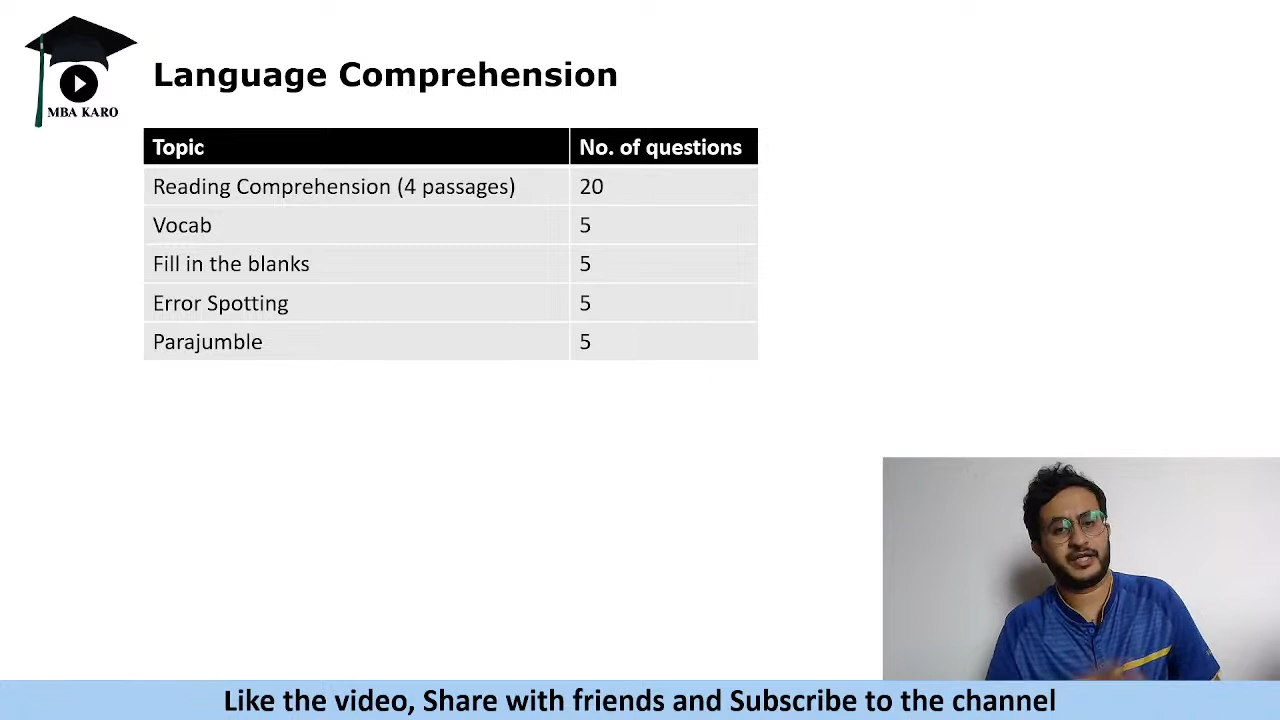 MBA KARO
Language Comprehension
Topic No. of questions
Reading Comprehension (4 passages) 20
Vocab 5
Fill in the blanks 5
Error Spotting 5
Parajumble 5
Like the video, Share with friends and Subscribe to the channel